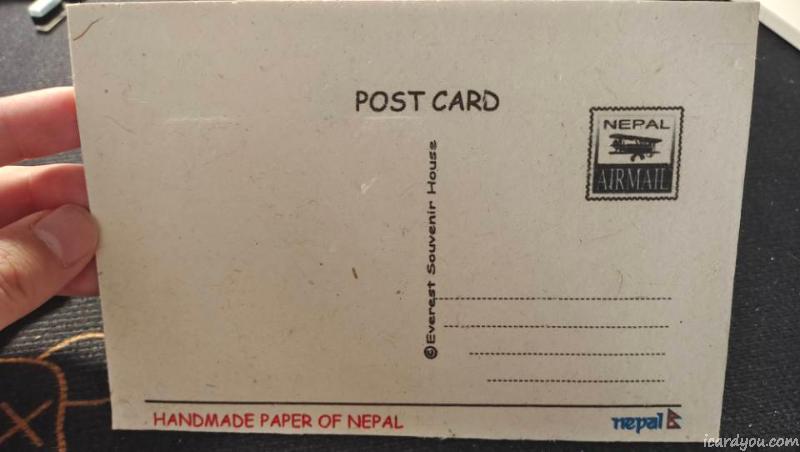 POST CARD
NEPAL
AIRMAIL
©Everest Souvenir House
HANDMADE PAPER OF NEPAL
nepal
icardyou.com